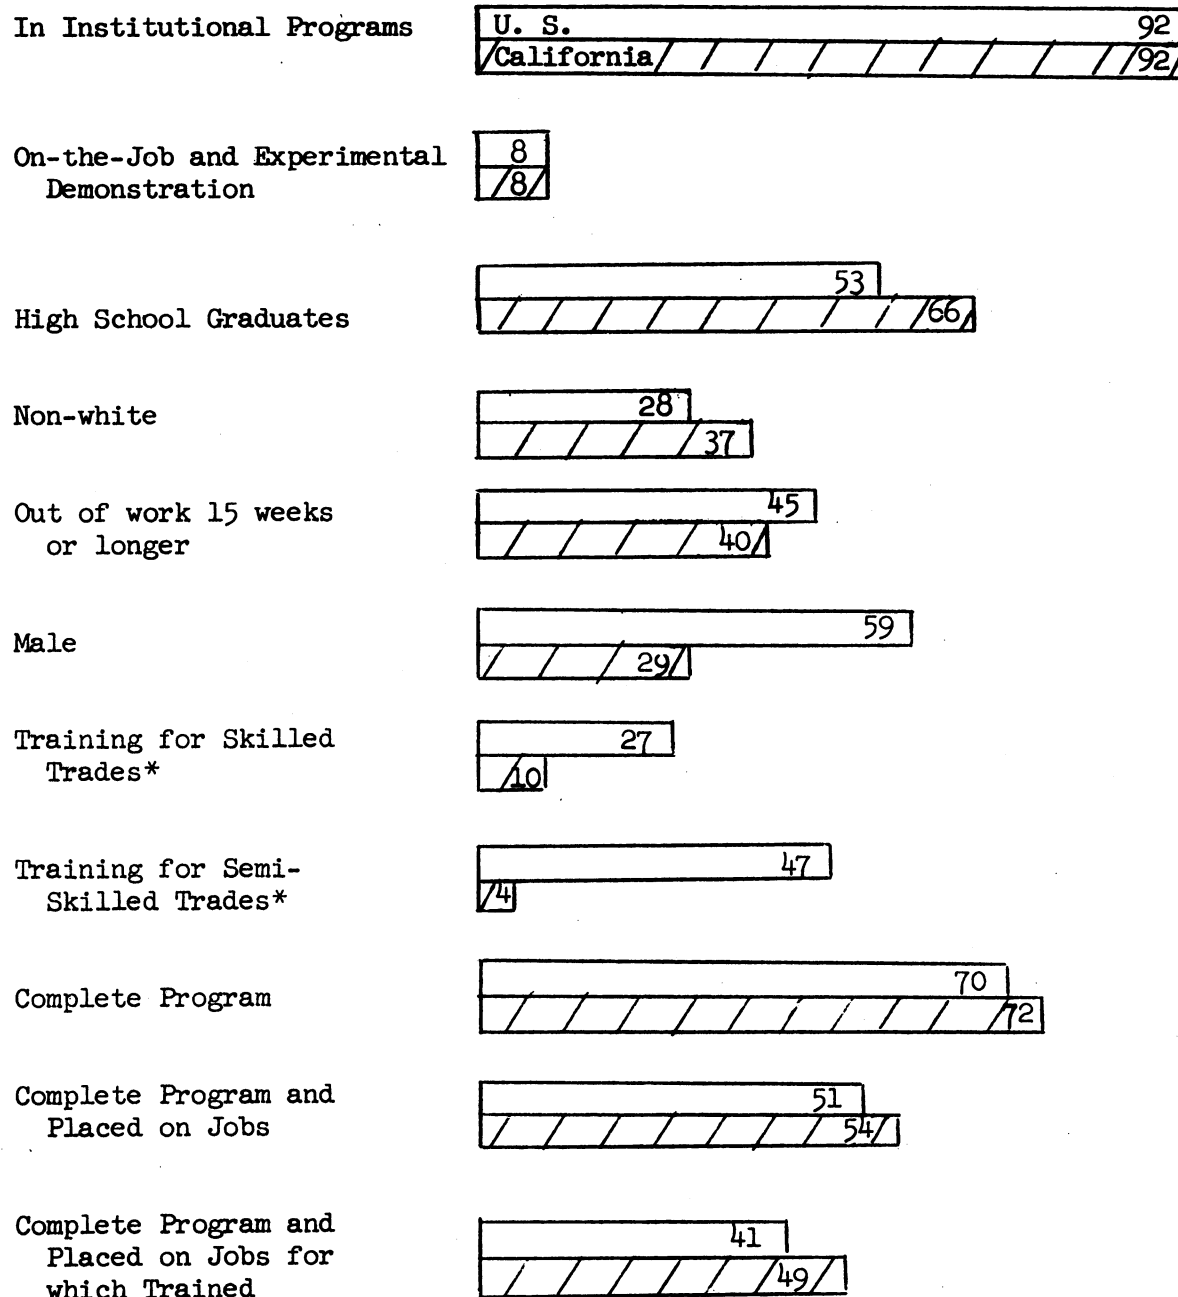 In Institutional Programs
U. S. 92
California 92
8
On-the-Job and Experimental
Demonstration
8
53
High School Graduates
66
28
Non-white
37
45
Out of work 15 weeks
or longer
40
59
Male
29
27
Training for Skilled
Trades*
10
47
Training for Semi-
Skilled Trades*
4
70
Complete Program
72
51
Complete Program and
Placed on Jobs
54
41
Complete Program and
Placed on Jobs for
which Trained
49